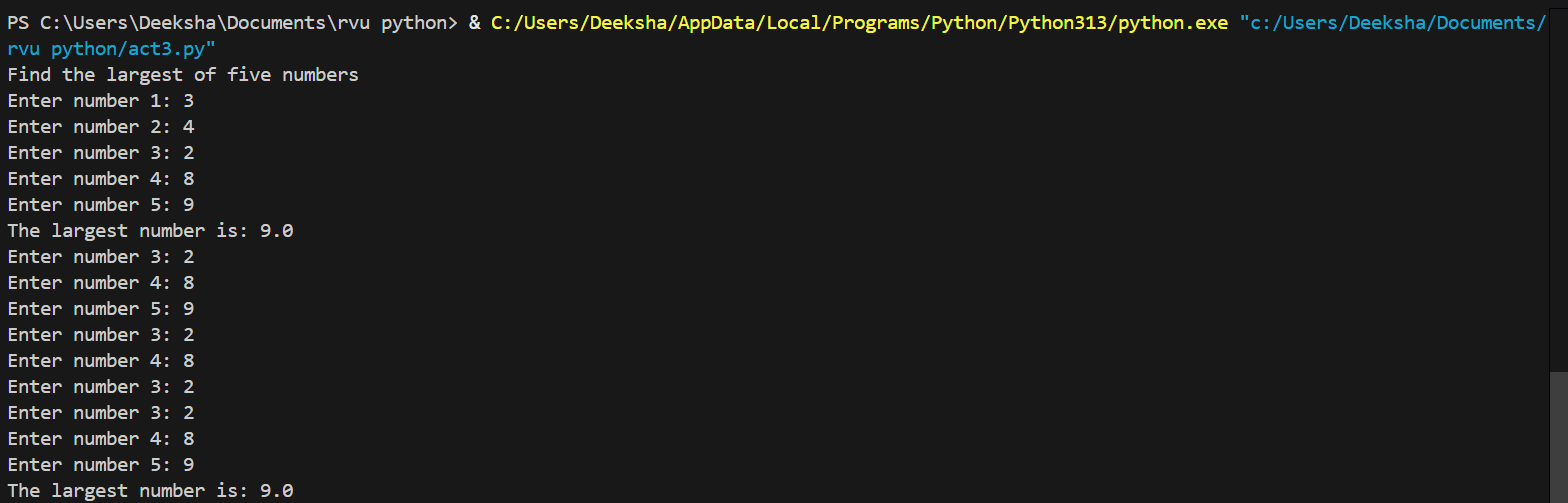 PS C:\Users\Deeksha\Documents\rvu python> & C:/Users/Deeksha/AppData/Local/Programs/Python/Python313/python.exe "c:/Users/Deeksha/Documents/
rvu python/act3.py"
Find the largest of five numbers
Enter number 1: 3
Enter number 2: 4
Enter number 3: 2
Enter number 4: 8
Enter number 5: 9
The largest number is: 9.0
Enter number 3: 2
Enter number 4: 8
Enter number 5: 9
Enter number 3: 2
Enter number 4: 8
Enter number 3: 2
Enter number 3: 2
Enter number 4: 8
Enter number 5: 9
The largest number is: 9.0